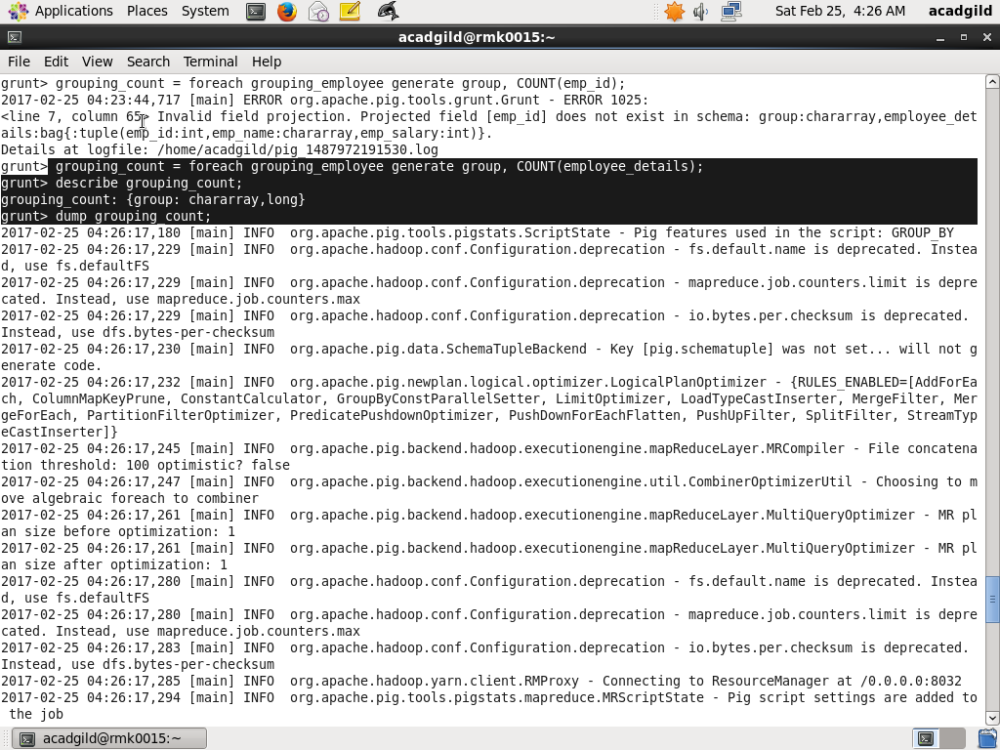 Applications Places System Sat Feb 25, 4:26 AM acadgild
acadgild@rmk0015:~
File Edit View Search Terminal Help
grunt> grouping_count = foreach grouping_employee generate group, COUNT(emp_id);
2017-02-25 04:23:44,717 [main] ERROR org.apache.pig.tools.grunt.Grunt - ERROR 1025:
<line 7, column 65> Invalid field projection. Projected field [emp_id] does not exist in schema: group:chararray,employee_det
ails:bag{:tuple(emp_id:int,emp_name:chararray,emp_salary:int)}.
Details at logfile: /home/acadgild/pig_1487972191530.log
grunt> grouping_count = foreach grouping_employee generate group, COUNT(employee_details);
grunt> describe grouping_count;
grouping_count: {group: chararray,long}
grunt> dump grouping_count;
2017-02-25 04:26:17,180 [main] INFO  org.apache.pig.tools.pigstats.ScriptState - Pig features used in the script: GROUP_BY
2017-02-25 04:26:17,229 [main] INFO  org.apache.hadoop.conf.Configuration.deprecation - fs.default.name is deprecated. Instea
d, use fs.defaultFS
2017-02-25 04:26:17,229 [main] INFO  org.apache.hadoop.conf.Configuration.deprecation - mapreduce.job.counters.limit is depre
cated. Instead, use mapreduce.job.counters.max
2017-02-25 04:26:17,229 [main] INFO  org.apache.hadoop.conf.Configuration.deprecation - io.bytes.per.checksum is deprecated.
Instead, use dfs.bytes-per-checksum
2017-02-25 04:26:17,230 [main] INFO  org.apache.pig.data.SchemaTupleBackend - Key [pig.schematuple] was not set... will not g
enerate code.
2017-02-25 04:26:17,232 [main] INFO  org.apache.pig.newplan.logical.optimizer.LogicalPlanOptimizer - {RULES_ENABLED=[AddForEa
ch, ColumnMapKeyPrune, ConstantCalculator, GroupByConstParallelSetter, LimitOptimizer, LoadTypeCastInserter, MergeFilter, Mer
geForEach, PartitionFilterOptimizer, PredicatePushdownOptimizer, PushDownForEachFlatten, PushUpFilter, SplitFilter, StreamTyp
eCastInserter]}
2017-02-25 04:26:17,245 [main] INFO  org.apache.pig.backend.hadoop.executionengine.mapReduceLayer.MRCompiler - File concatena
tion threshold: 100 optimistic? false
2017-02-25 04:26:17,247 [main] INFO  org.apache.pig.backend.hadoop.executionengine.util.CombinerOptimizerUtil - Choosing to m
ove algebraic foreach to combiner
2017-02-25 04:26:17,261 [main] INFO  org.apache.pig.backend.hadoop.executionengine.mapReduceLayer.MultiQueryOptimizer - MR pl
an size before optimization: 1
2017-02-25 04:26:17,261 [main] INFO  org.apache.pig.backend.hadoop.executionengine.mapReduceLayer.MultiQueryOptimizer - MR pl
an size after optimization: 1
2017-02-25 04:26:17,280 [main] INFO  org.apache.hadoop.conf.Configuration.deprecation - fs.default.name is deprecated. Instea
d, use fs.defaultFS
2017-02-25 04:26:17,280 [main] INFO  org.apache.hadoop.conf.Configuration.deprecation - mapreduce.job.counters.limit is depre
cated. Instead, use mapreduce.job.counters.max
2017-02-25 04:26:17,283 [main] INFO  org.apache.hadoop.conf.Configuration.deprecation - io.bytes.per.checksum is deprecated.
Instead, use dfs.bytes-per-checksum
2017-02-25 04:26:17,285 [main] INFO  org.apache.hadoop.yarn.client.RMProxy - Connecting to ResourceManager at /0.0.0.0:8032
2017-02-25 04:26:17,294 [main] INFO  org.apache.pig.tools.pigstats.mapreduce.MRScriptState - Pig script settings are added to
 the job
acadgild@rmk0015:~